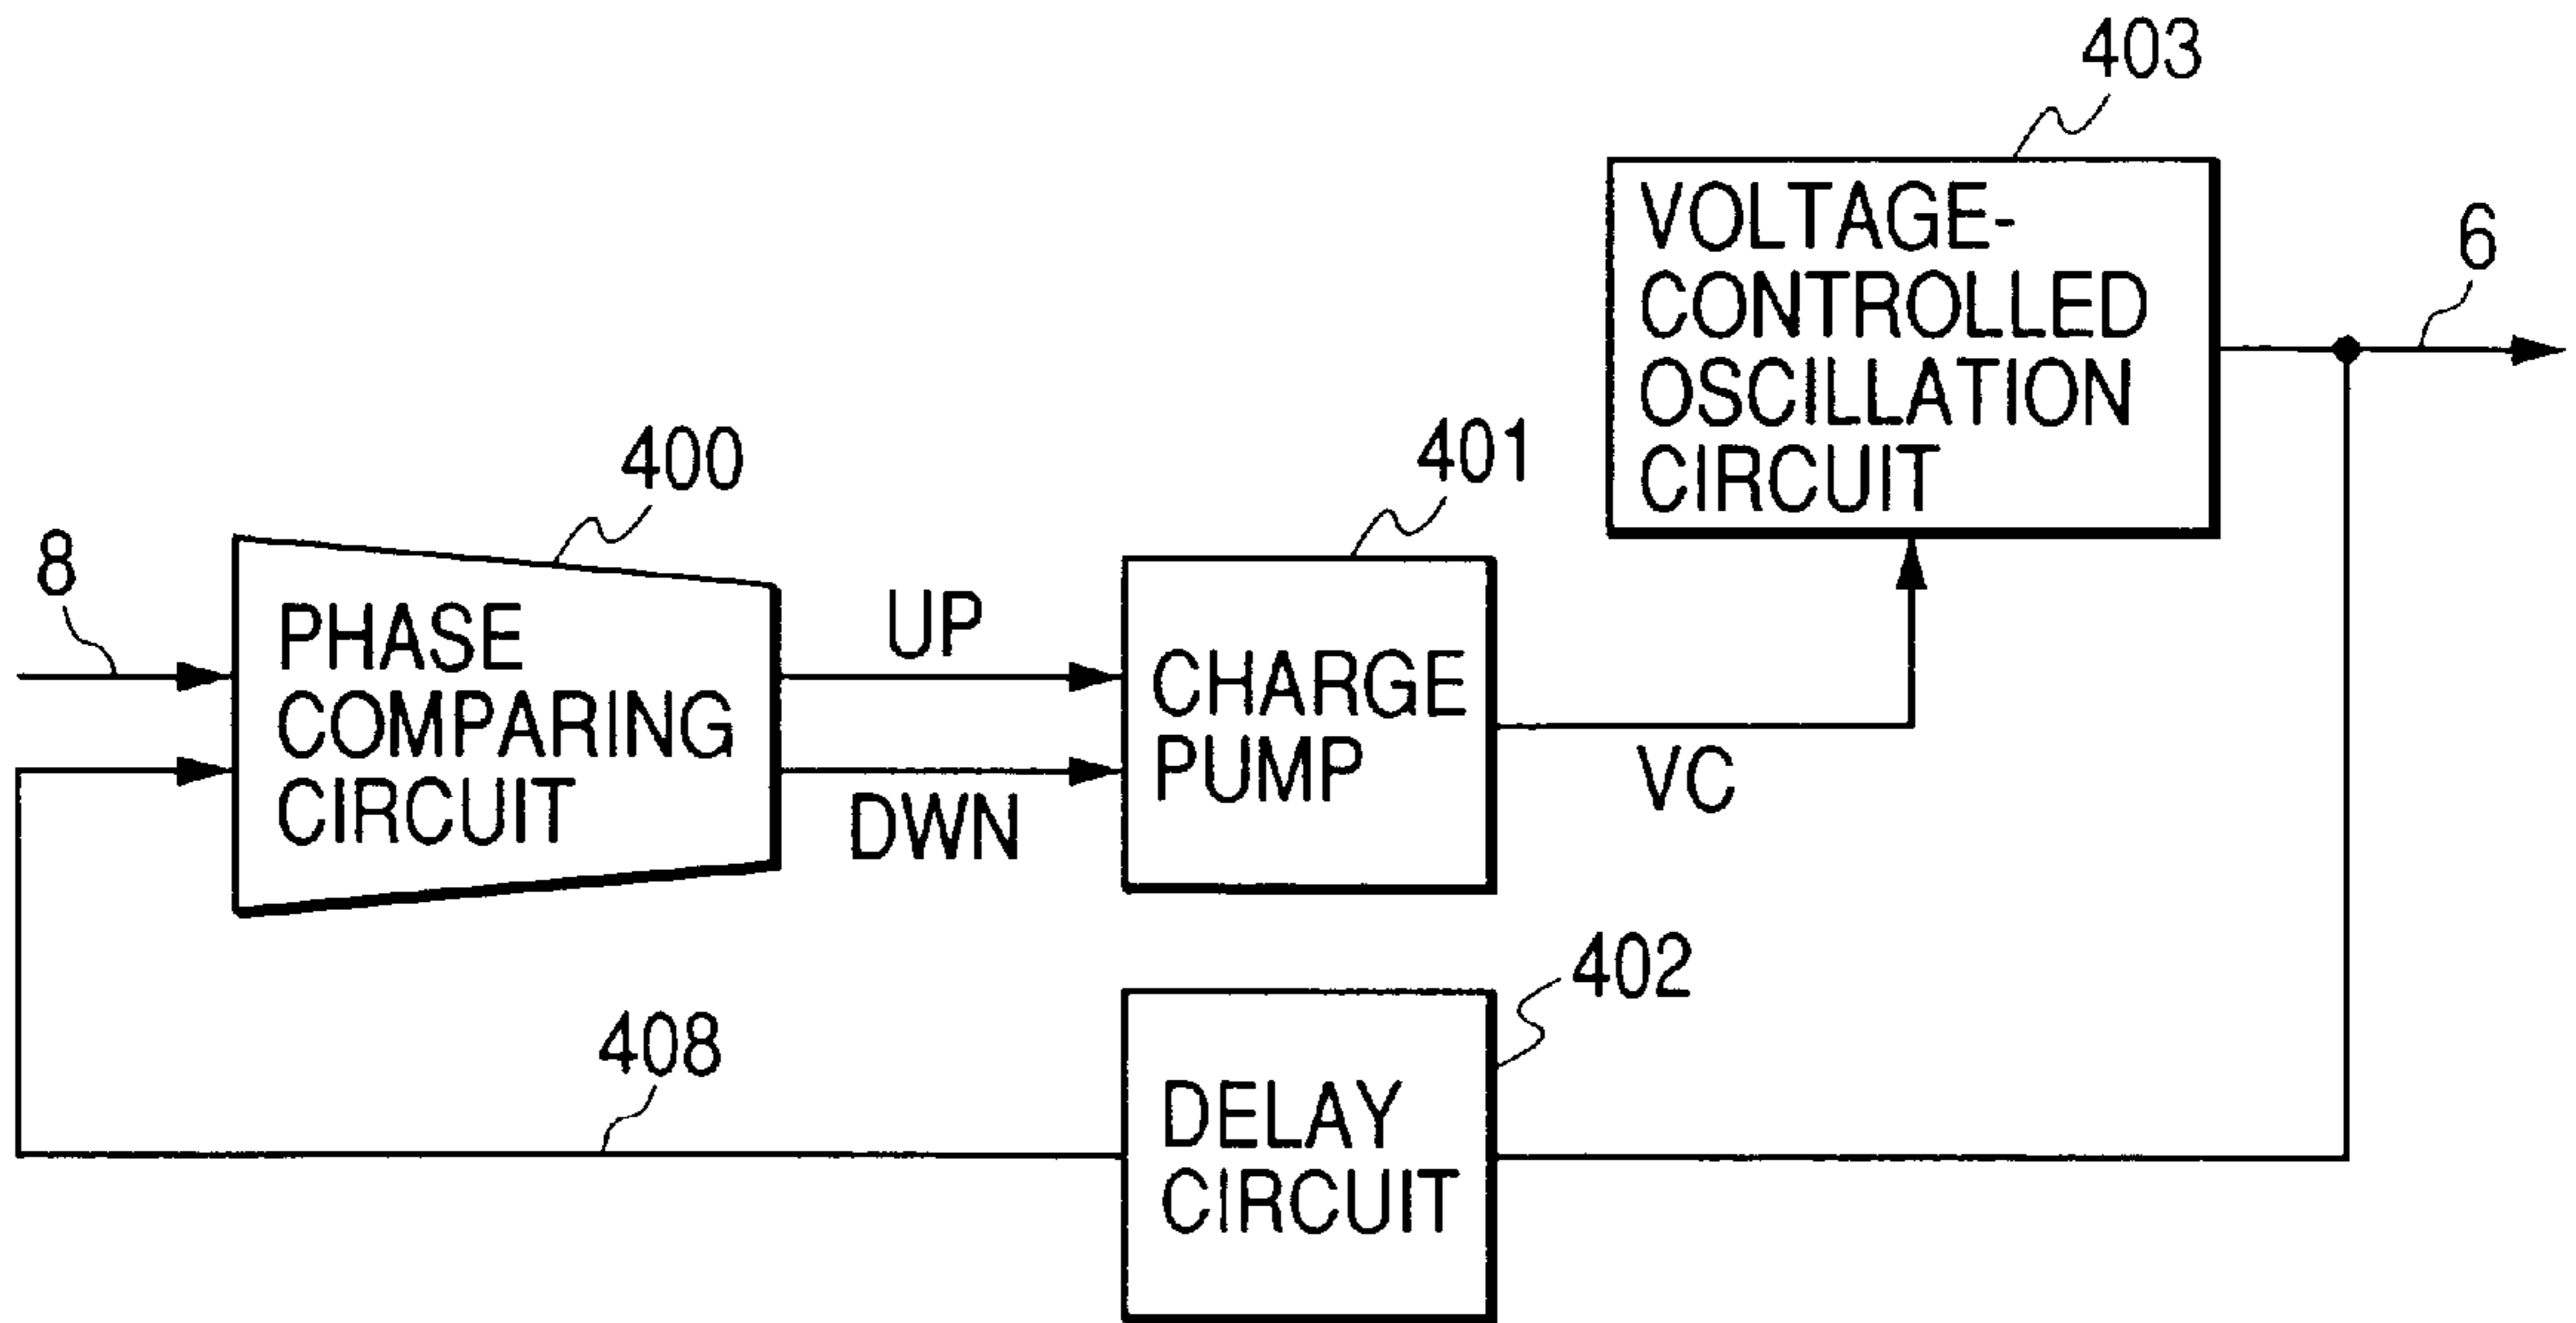 403
VOLTAGE-
CONTROLLED
OSCILLATION
CIRCUIT
6
400
401
8
PHASE
COMPARING
CIRCUIT
UP
DWN
CHARGE
PUMP
VC
402
408
DELAY
CIRCUIT